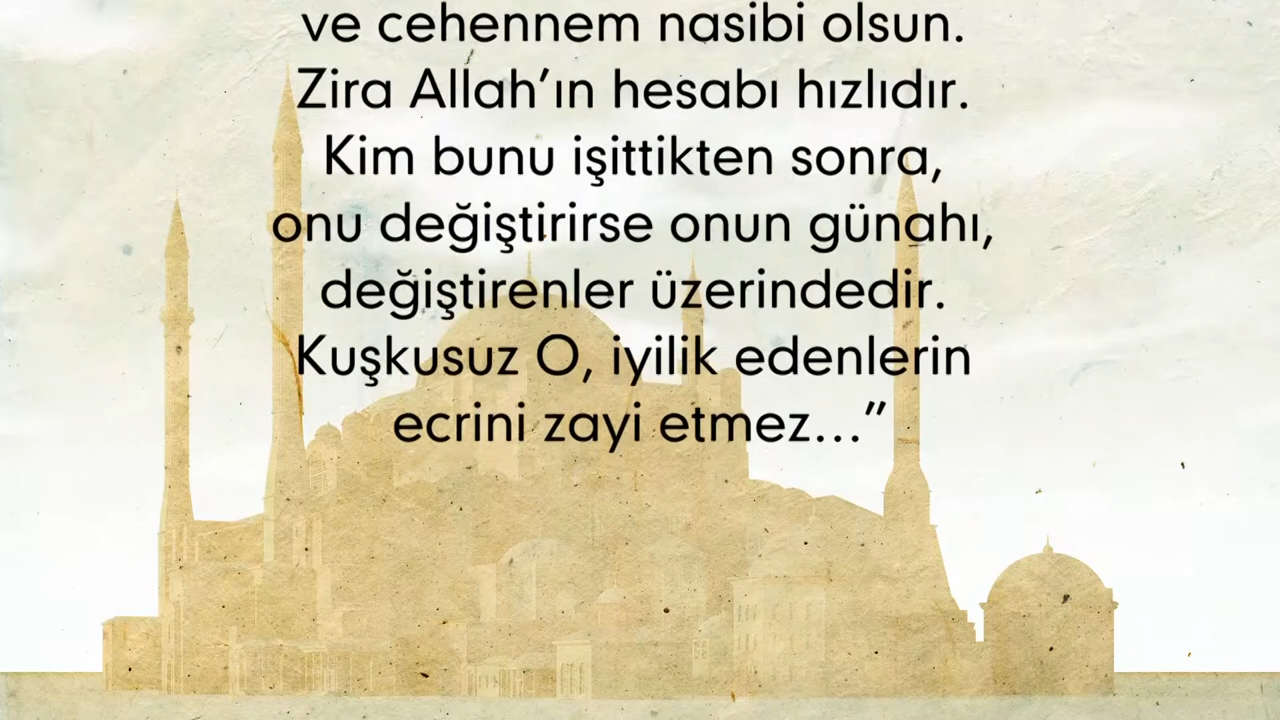 ve cehennem nasibi olsun.
Zira Allah’ın hesabı hızlıdır.
Kim bunu işittikten sonra,
onu değiştirirse onun günahı,
değiştirenler üzerindedir.
Kuşkusuz O, iyilik edenlerin
ecrini zayi etmez...”